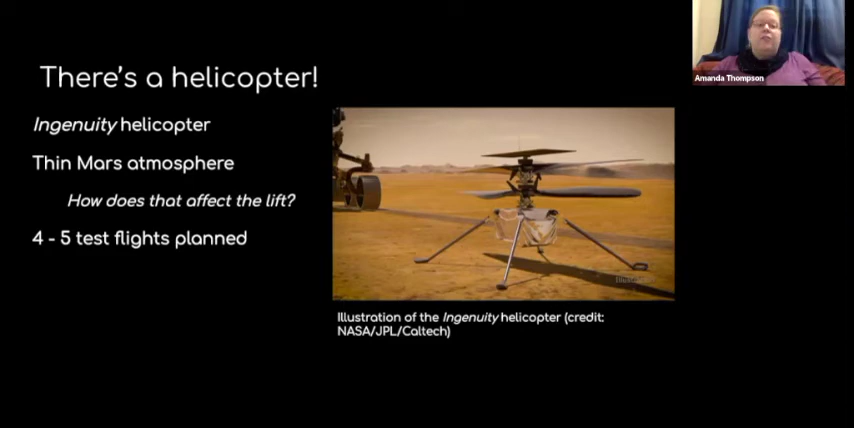 There's a helicopter!
Ingenuity helicopter
Thin Mars atmosphere
How does that affect the lift?
4 - 5 test flights planned
Illustration of the Ingenuity helicopter (credit:
NASA/JPL/Caltech)
Amanda Thompson